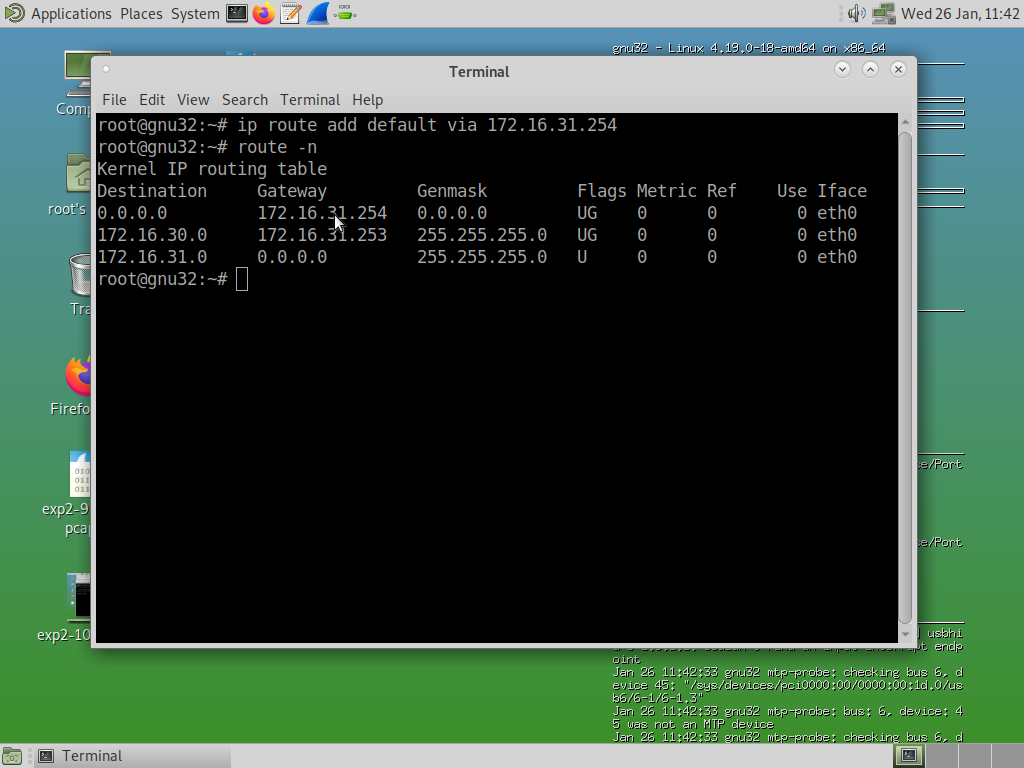 Applications Places System
Wed 26 Jan, 11:42
gnu32 - Linux 4.19.0-18-amd64 on x86_64
Terminal
File Edit View Search Terminal Help
root@gnu32:~# ip route add default via 172.16.31.254
root@gnu32:~# route -n
Kernel IP routing table
Destination Gateway Genmask Flags Metric Ref Use Iface
0.0.0.0 172.16.31.254 0.0.0.0 UG 0 0 0 eth0
172.16.30.0 172.16.31.253 255.255.255.0 UG 0 0 0 eth0
172.16.31.0 0.0.0.0 255.255.255.0 U 0 0 0 eth0
root@gnu32:~#
Comp
root's
Tra
Firefo
exp2-9
pcap
exp2-10
ce/Port
ce/Port
] usbhi
endp
oint
Jan 26 11:42:33 gnu32 mtp-probe: checking bus 6, d
evice 45: "/sys/devices/pci0000:00/0000:00:1d.0/us
b6/6-1/6-1.3"
Jan 26 11:42:33 gnu32 mtp-probe: bus: 6, device: 4
5 was not an MTP device
Jan 26 11:42:33 gnu32 mtp-probe: checking bus 6, d
Terminal